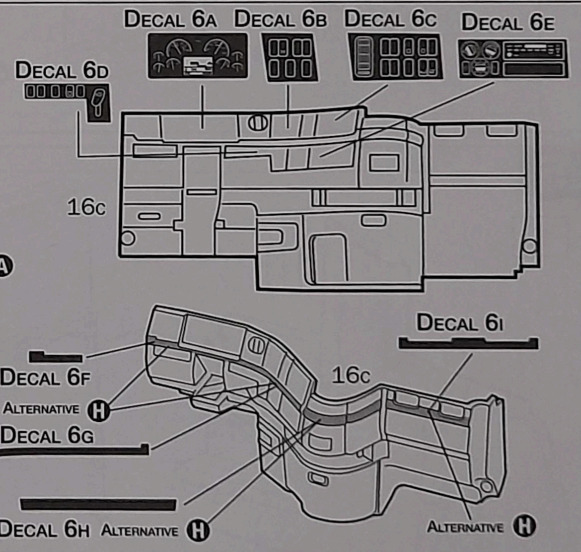 DECAL 6A DECAL 6B DECAL 6C DECAL 6E
DECAL 6D
16c
A
DECAL 6I
16c
DECAL 6F
ALTERNATIVE H
DECAL 6G
DECAL 6H ALTERNATIVE H
ALTERNATIVE H